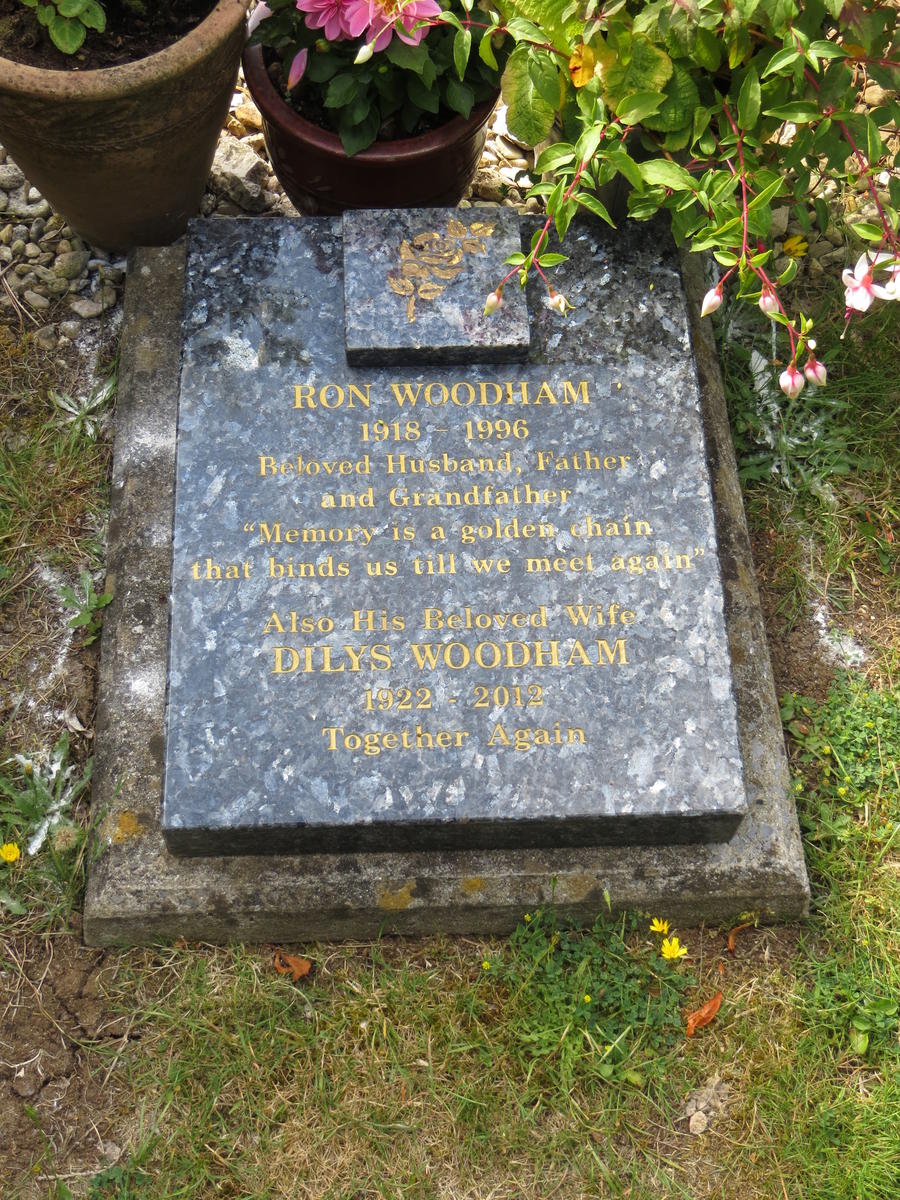 RON WOODHAM
1918 – 1996
Beloved Husband, Father
and Grandfather
“Memory is a golden chain
that binds us till we meet again”
Also His Beloved Wife
DILYS WOODHAM
1922 - 2012
Together Again